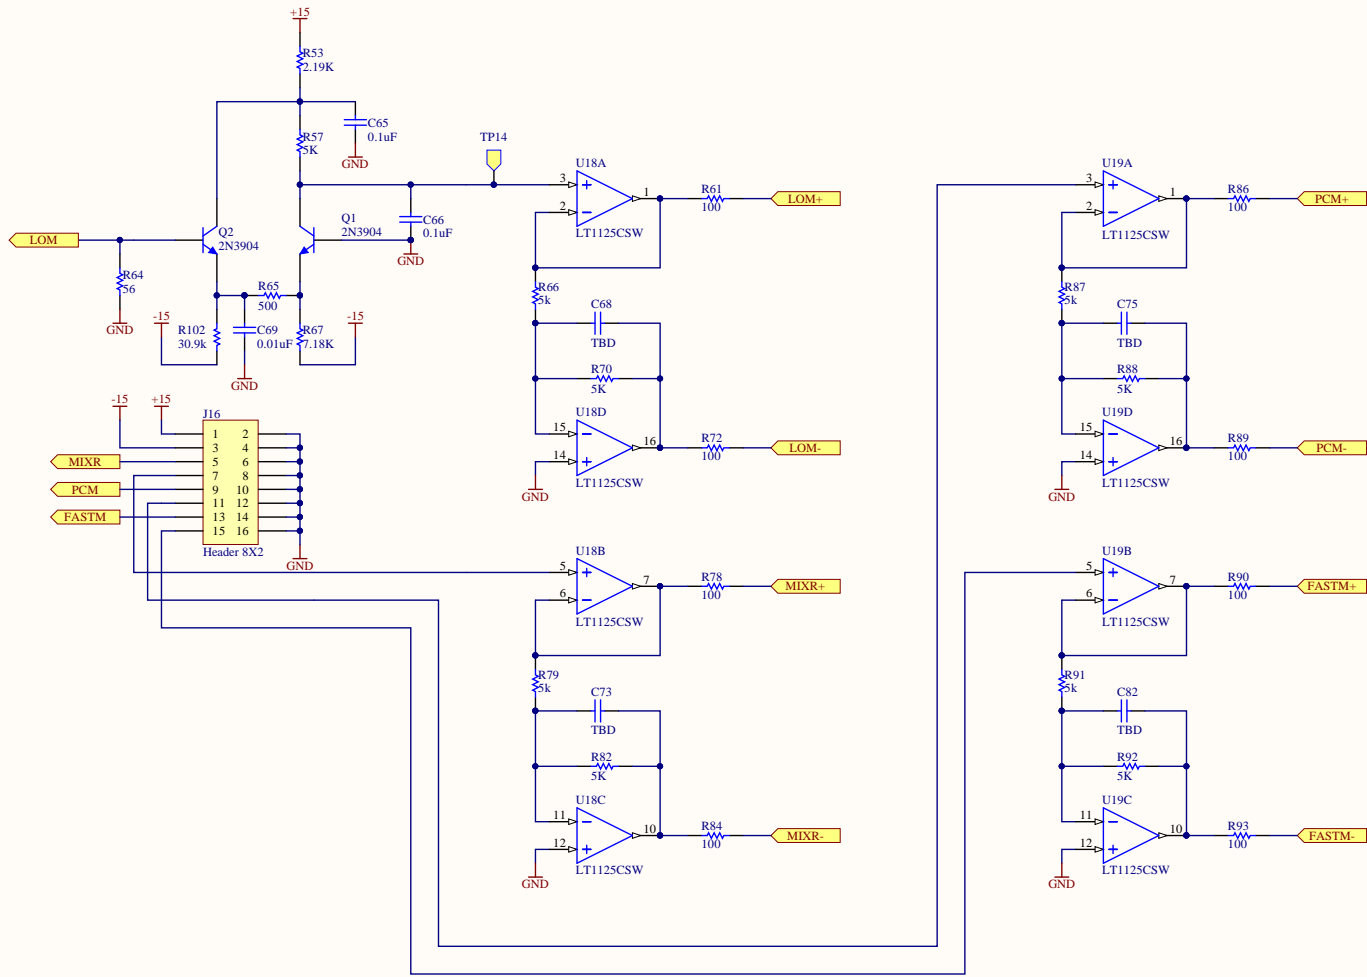 +15
R53
2.19K
C65
0.1uF
R57
5K
GND
TP14
U18A
3
2
1
LT1125CSW
R61
100
LOM+
U19A
3
2
1
LT1125CSW
R86
100
PCM+
LOM
Q2
2N3904
Q1
2N3904
C66
0.1uF
GND
R64
56
GND
R65
500
-15
R102
30.9k
C69
0.01uF
R67
7.18K
-15
GND
R66
5k
C68
TBD
R70
5K
U18D
15
14
16
LT1125CSW
GND
R72
100
LOM-
R87
5k
C75
TBD
R88
5K
U19D
15
14
16
LT1125CSW
GND
R89
100
PCM-
-15
+15
J16
1 2
3 4
MIXR 5 6
7 8
PCM 9 10
11 12
FASTM 13 14
15 16
Header 8X2
GND
U18B
5
6
7
LT1125CSW
R78
100
MIXR+
U19B
5
6
7
LT1125CSW
R90
100
FASTM+
R79
5k
C73
TBD
R82
5K
U18C
11
12
10
LT1125CSW
GND
R84
100
MIXR-
R91
5k
C82
TBD
R92
5K
U19C
11
12
10
LT1125CSW
GND
R93
100
FASTM-